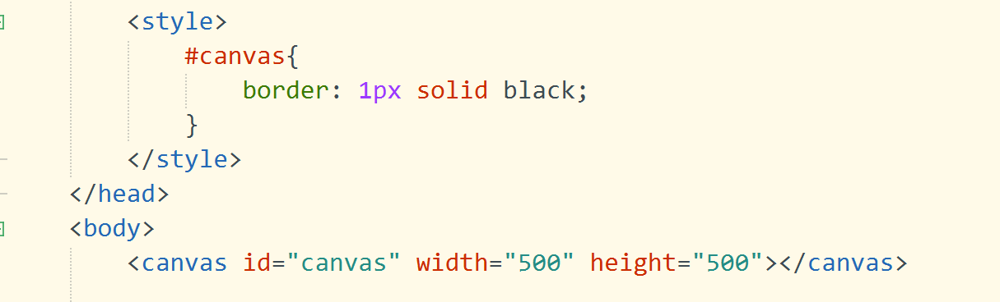 <style>
#canvas{
border: 1px solid black;
}
</style>
</head>
<body>
<canvas id="canvas" width="500" height="500"></canvas>